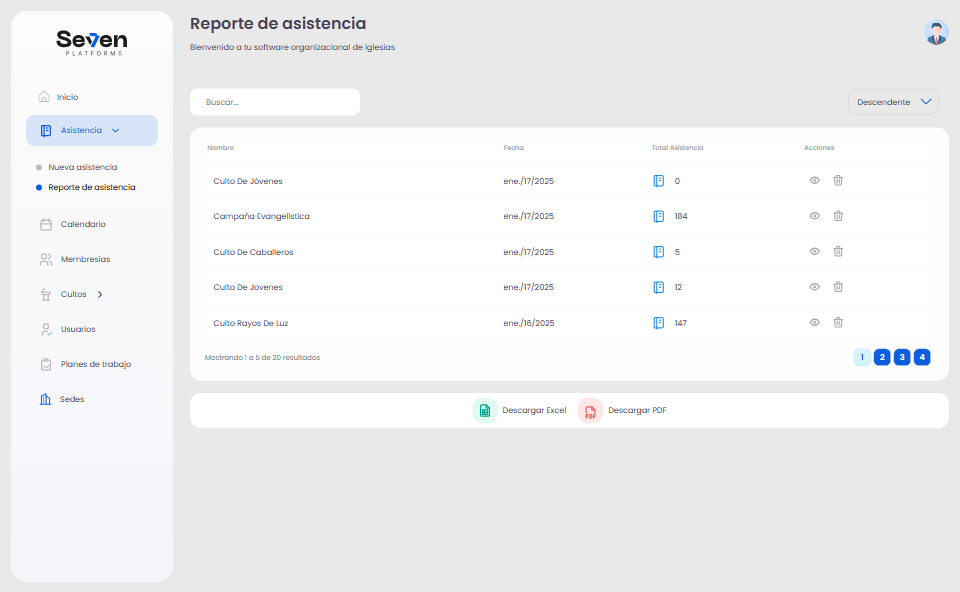 Seven
PLATFORMS
Inicio
Asistencia
Nueva asistencia
Reporte de asistencia
Calendario
Membresías
Cultos
Usuarios
Planes de trabajo
Sedes
Reporte de asistencia
Bienvenido a tu software organizacional de iglesias
Buscar...
Descendente
Nombre Fecha Total Asistencia Acciones
Culto De Jóvenes ene./17/2025 0
Campaña Evangelística ene./17/2025 184
Culto De Caballeros ene./17/2025 5
Culto De Jovenes ene./17/2025 12
Culto Rayos De Luz ene./16/2025 147
Mostrando 1 a 5 de 20 resultados
1 2 3 4
Descargar Excel PDF Descargar PDF